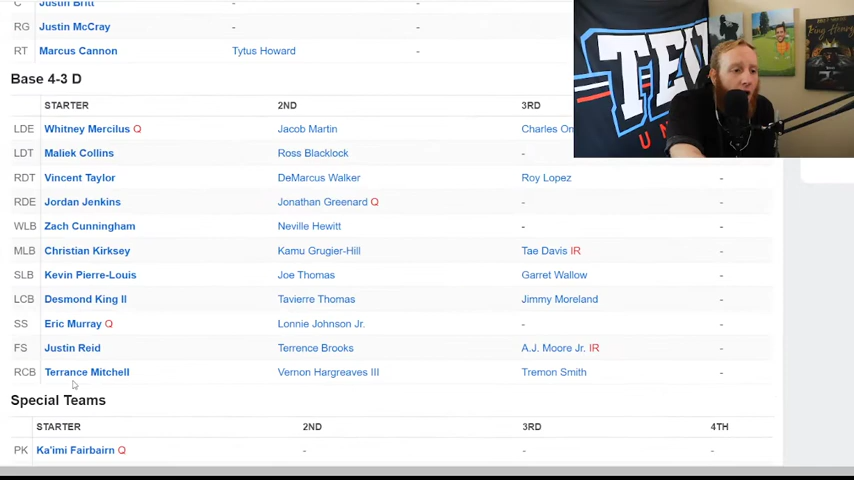 C Justin Britt - -
RG Justin McCray - -
RT Marcus Cannon Tytus Howard -
Base 4-3 D
STARTER 2ND 3RD
LDE Whitney Mercilus Q Jacob Martin Charles
LDT Maliek Collins Ross Blacklock - -
RDT Vincent Taylor DeMarcus Walker Roy Lopez -
RDE Jordan Jenkins Jonathan Greenard Q - -
WLB Zach Cunningham Neville Hewitt - -
MLB Christian Kirksey Kamu Grugier-Hill Tae Davis IR -
SLB Kevin Pierre-Louis Joe Thomas Garret Wallow -
LCB Desmond King II Tavierre Thomas Jimmy Moreland -
SS Eric Murray Q Lonnie Johnson Jr. - -
FS Justin Reid Terrence Brooks A.J. Moore Jr. IR -
RCB Terrance Mitchell Vernon Hargreaves III Tremon Smith -
Special Teams
STARTER 2ND 3RD 4TH
PK Ka'imi Fairbairn Q - - -